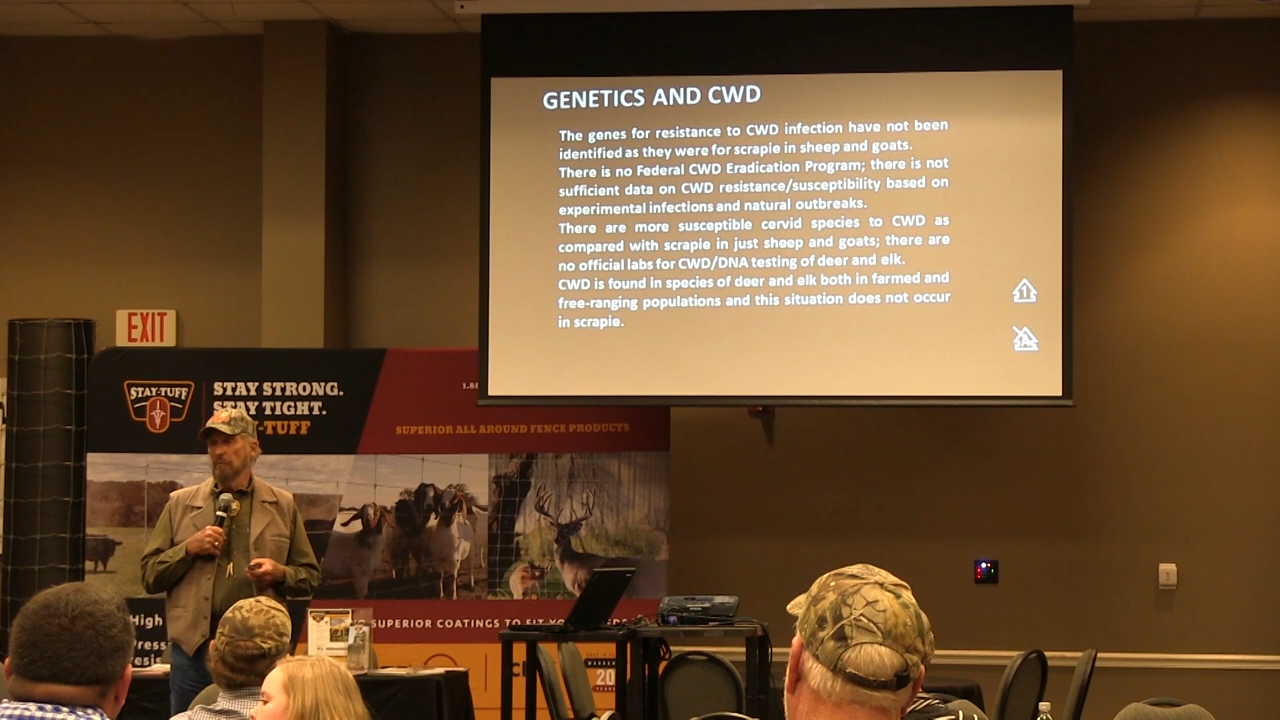 GENETICS AND CWD
The genes for resistance to CWD infection have not been
identified as they were for scrapie in sheep and goats.
There is no Federal CWD Eradication Program; there is not
sufficient data on CWD resistance/susceptibility based on
experimental infections and natural outbreaks.
There are more susceptible cervid species to CWD as
compared with scrapie in just sheep and goats; there are
no official labs for CWD/DNA testing of deer and elk.
CWD is found in species of deer and elk both in farmed and
free-ranging populations and this situation does not occur
in scrapie.
1
A
EXIT
STAY-TUFF
STAY STRONG.
STAY TIGHT.
-TUFF
SUPERIOR ALL AROUND FENCE PRODUCTS
High
SUPERIOR COATINGS TO FIT
20